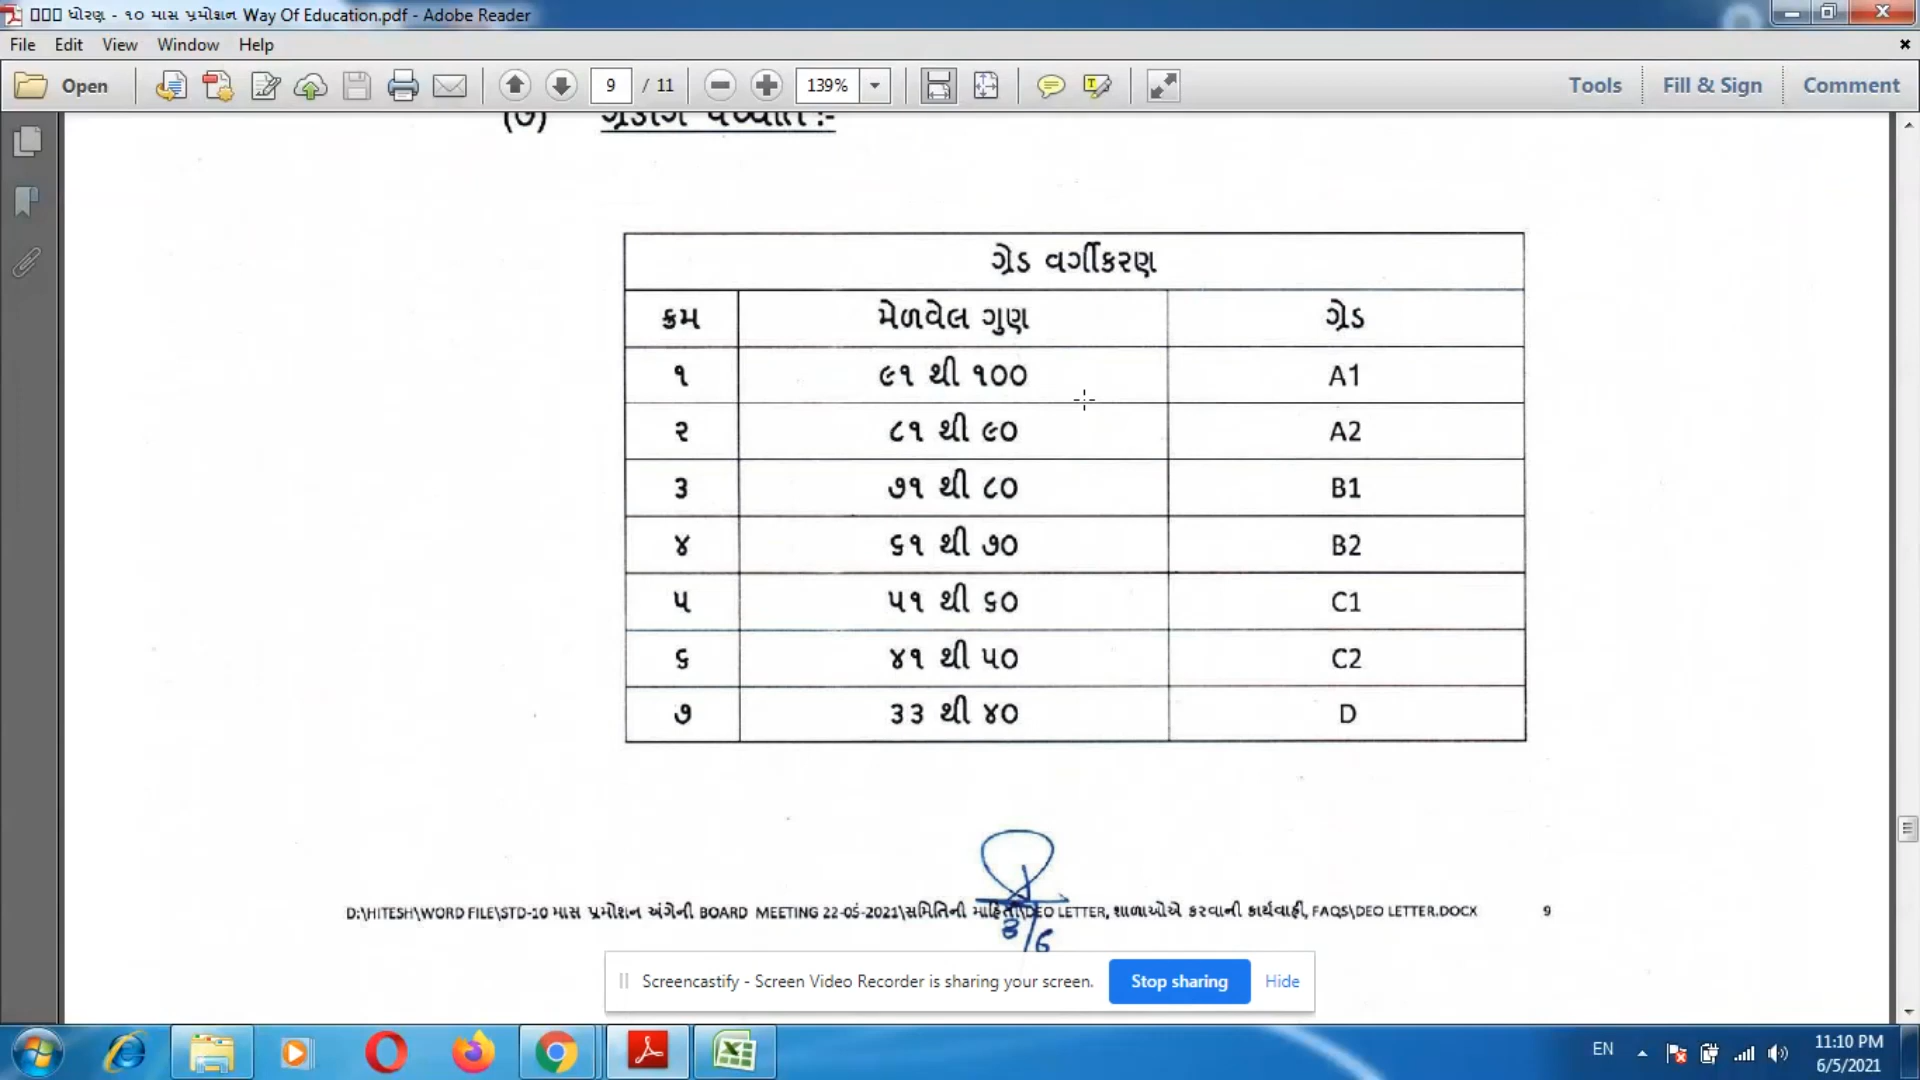 ધોરણ - ૧૦ માસ પ્રમોશન Way Of Education.pdf - Adobe Reader
File Edit View Window Help
Open 9 / 11 139% Tools Fill & Sign Comment
(૭) ગ્રેડીંગ પધ્ધતિ :-
ગ્રેડ વર્ગીકરણ
ક્રમ મેળવેલ ગુણ ગ્રેડ
૧ ૯૧ થી ૧૦૦ A1
૨ ૮૧ થી ૯૦ A2
૩ ૭૧ થી ૮૦ B1
૪ ૬૧ થી ૭૦ B2
૫ ૫૧ થી ૬૦ C1
૬ ૪૧ થી ૫૦ C2
૭ ૩૩ થી ૪૦ D
D:\HITESH\WORD FILE\STD-10 માસ પ્રમોશન અંગેની BOARD MEETING 22-05-2021\સમિતિની માહિતી\DEO LETTER, શાળાઓએ કરવાની કાર્યવાહી, FAQS\DEO LETTER.DOCX 9
3/6
Screencastify - Screen Video Recorder is sharing your screen. Stop sharing Hide
EN 11:10 PM
6/5/2021